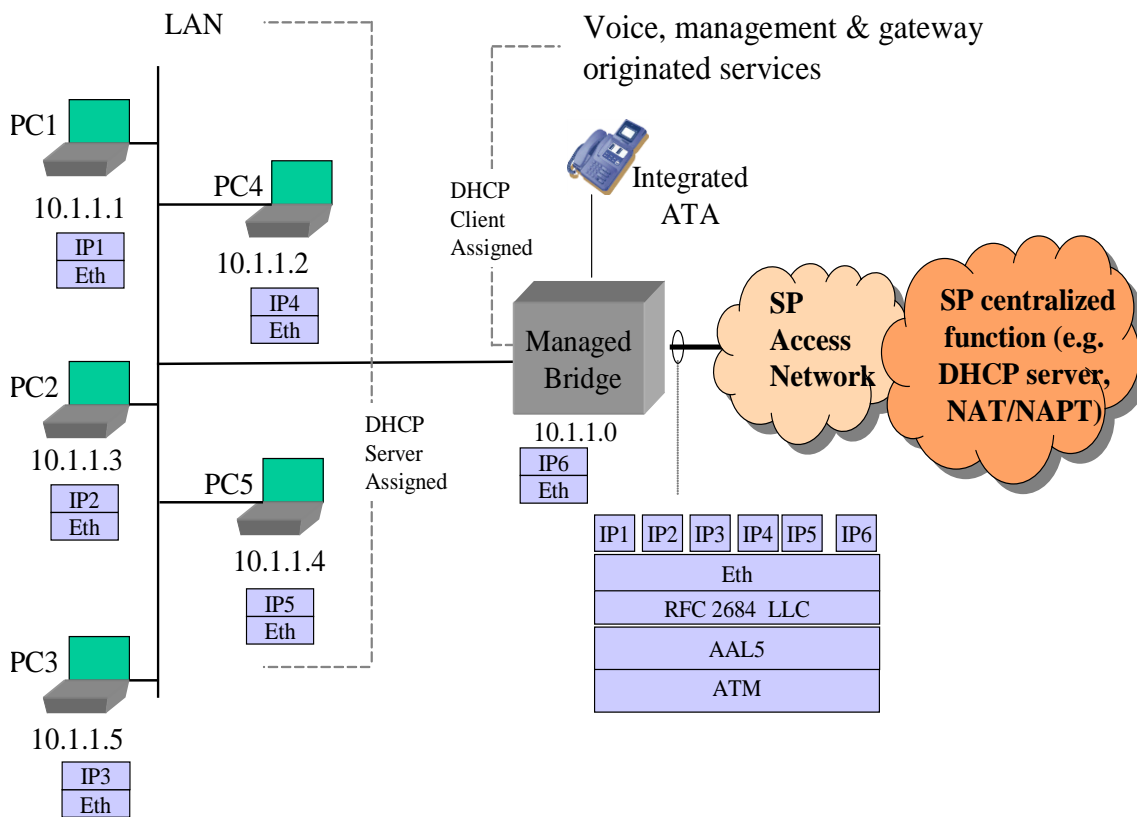 LAN
Voice, management & gateway
originated services
PC1
10.1.1.1
IP1
Eth
PC4
10.1.1.2
IP4
Eth
DHCP
Client
Assigned
Integrated
ATA
Managed
Bridge
10.1.1.0
IP6
Eth
SP
Access
Network
SP centralized
function (e.g.
DHCP server,
NAT/NAPT)
PC2
10.1.1.3
IP2
Eth
DHCP
Server
Assigned
PC5
10.1.1.4
IP5
Eth
PC3
10.1.1.5
IP3
Eth
IP1 IP2 IP3 IP4 IP5 IP6
Eth
RFC 2684 LLC
AAL5
ATM